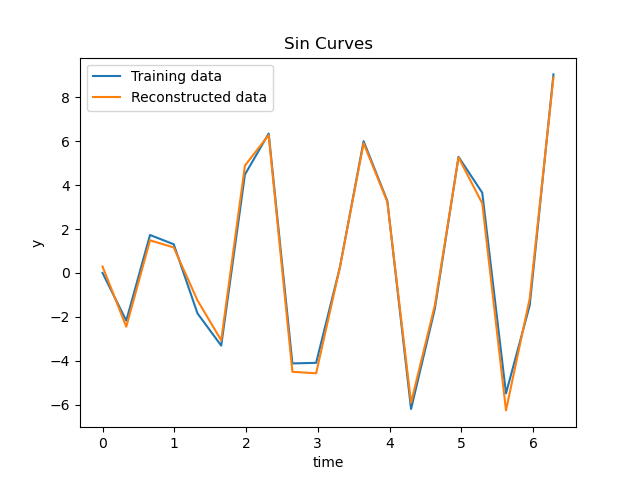 Sin Curves
Training data
Reconstructed data
8
6
4
2
0
−2
−4
−6
y
0 1 2 3 4 5 6
time